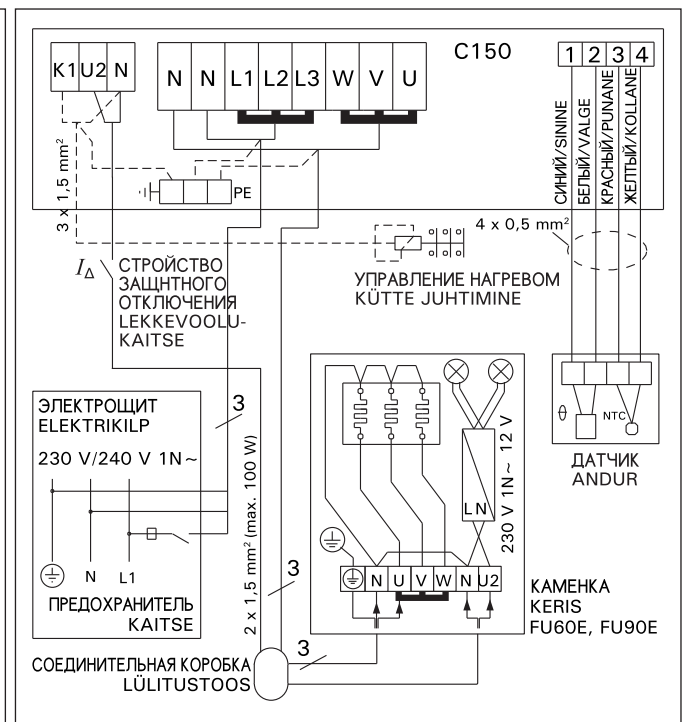 C150
K1 U2 N
N N L1 L2 L3 W V U
1 2 3 4
СИНИЙ/SININE
БЕЛЫЙ/VALGE
КРАСНЫЙ/PUNANE
ЖЕЛТЫЙ/KOLLANE
3 x 1,5 mm²
PE
4 x 0,5 mm²
I∆
СТРОЙСТВО
ЗАЩНТНОГО
ОТКЛЮЧЕНИЯ
LEKKEVOOLU-
KAITSE
УПРАВЛЕНИЕ НАГРЕВОМ
KÜTTE JUHTIMINE
ЭЛЕКТРОЩИТ
ELEKTRIKILP
230 V/240 V 1N~
N L1
ПРЕДОХРАНИТЕЛЬ
KAITSE
3
2 x 1,5 mm² (max. 100 W)
3
3
СОЕДИНИТЕЛЬНАЯ КОРОБКА
LÜLITUSTOOS
L N
230 V 1N~ 12 V
N U V W N U2
КАМЕНКА
KERIS
FU60E, FU90E
θ NTC
ДАТЧИК
ANDUR